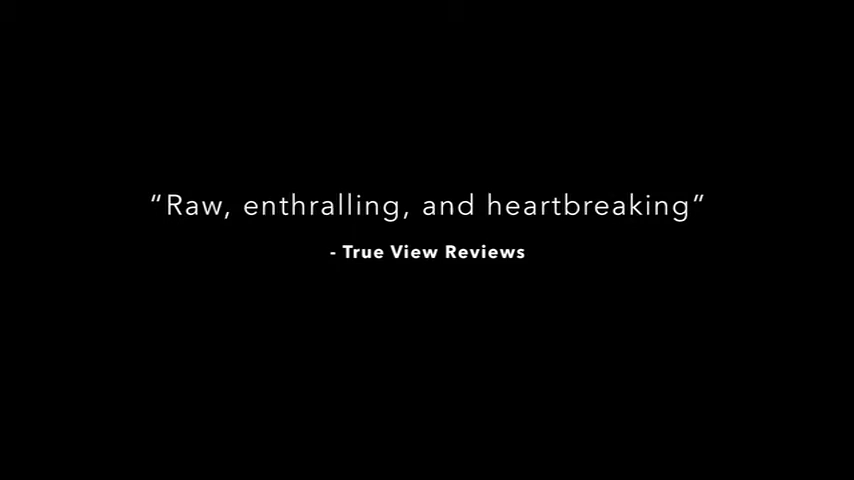 “Raw, enthralling, and heartbreaking”
- True View Reviews